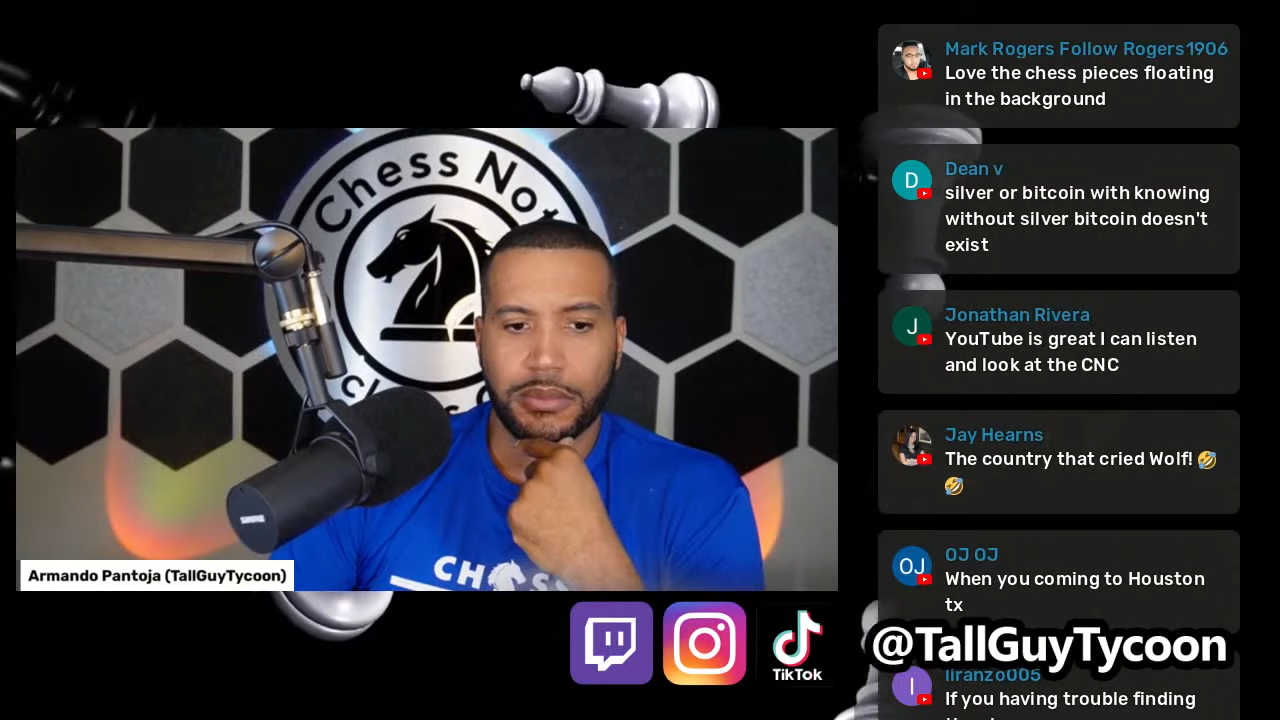 Mark Rogers Follow Rogers1906
Love the chess pieces floating
in the background
D
Dean v
silver or bitcoin with knowing
without silver bitcoin doesn't
exist
J
Jonathan Rivera
YouTube is great I can listen
and look at the CNC
Jay Hearns
The country that cried Wolf! 🤣
🤣
OJ
OJ OJ
When you coming to Houston
tx
@TallGuyTycoon
I
liranzo005
If you having trouble finding
Chess Not
SHURE
CHESS
Armando Pantoja (TallGuyTycoon)
TikTok